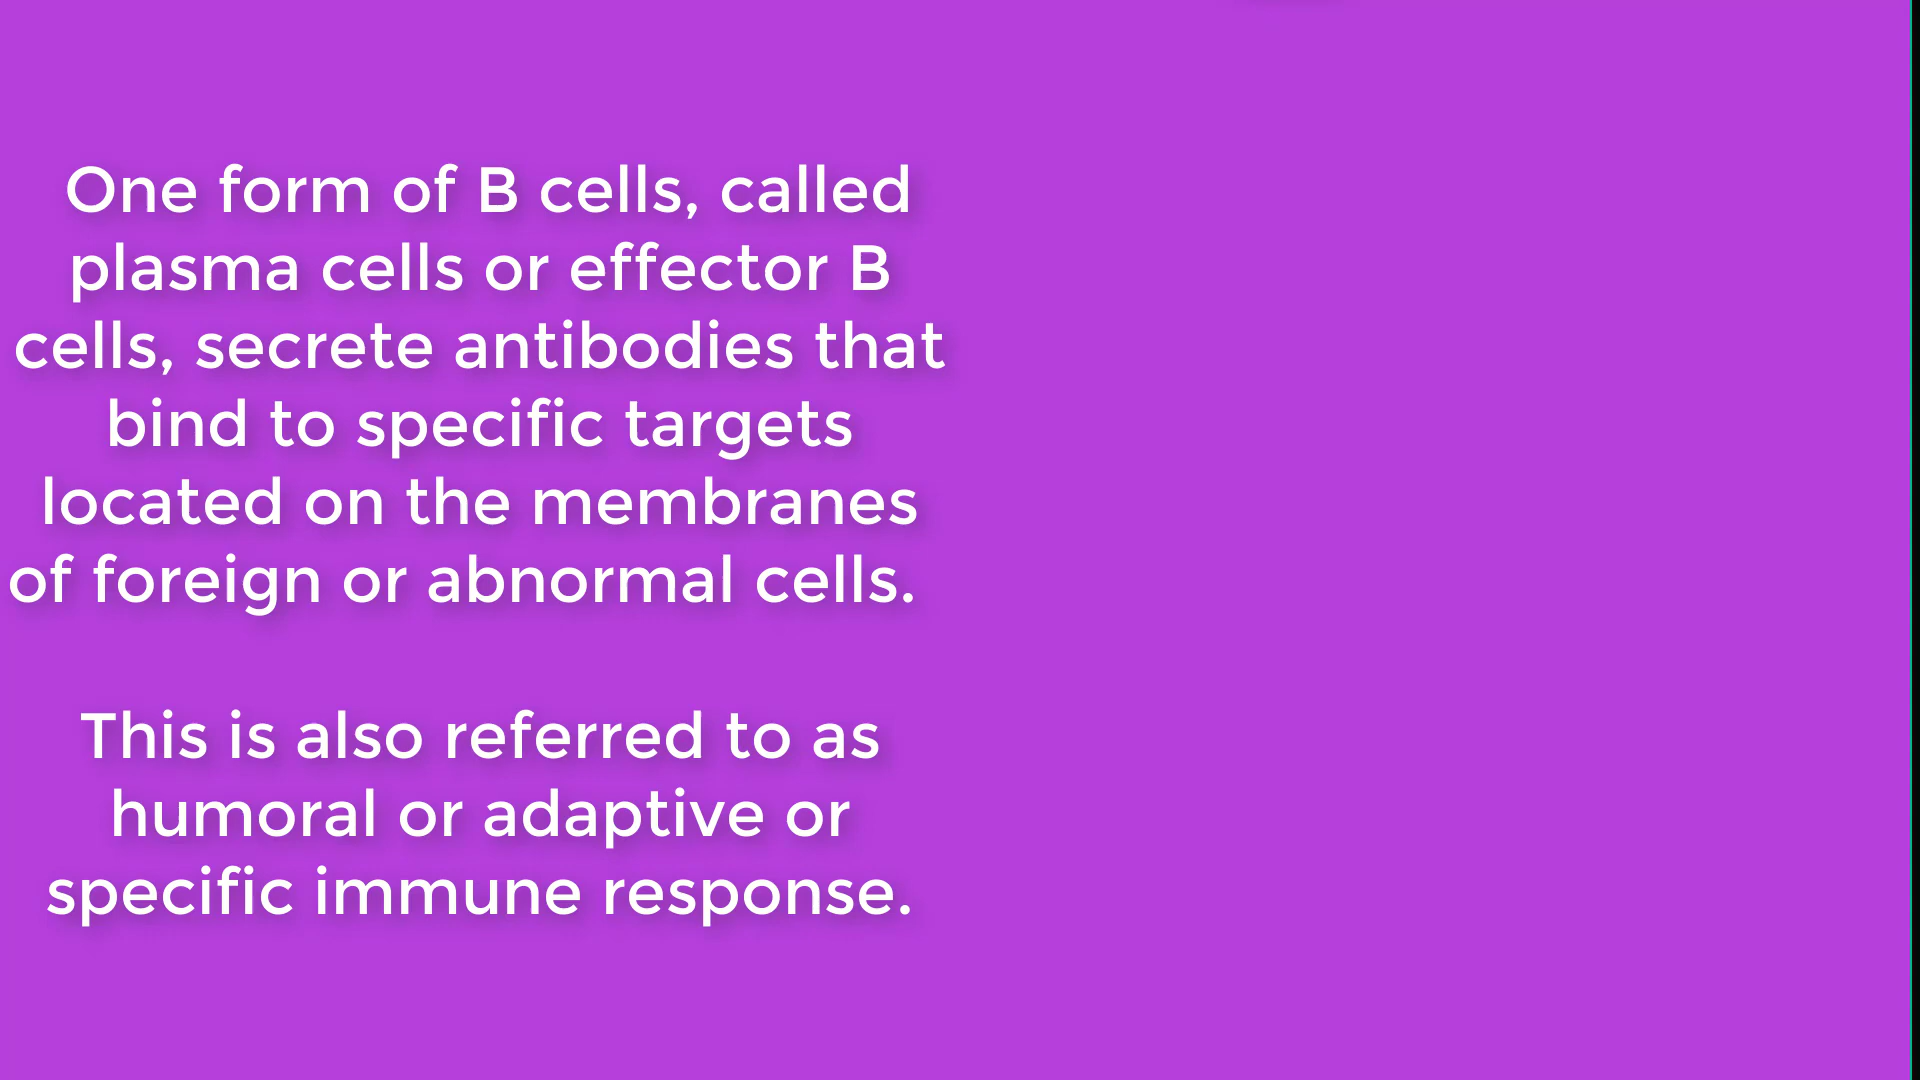 One form of B cells, called
plasma cells or effector B
cells, secrete antibodies that
bind to specific targets
located on the membranes
of foreign or abnormal cells.
This is also referred to as
humoral or adaptive or
specific immune response.